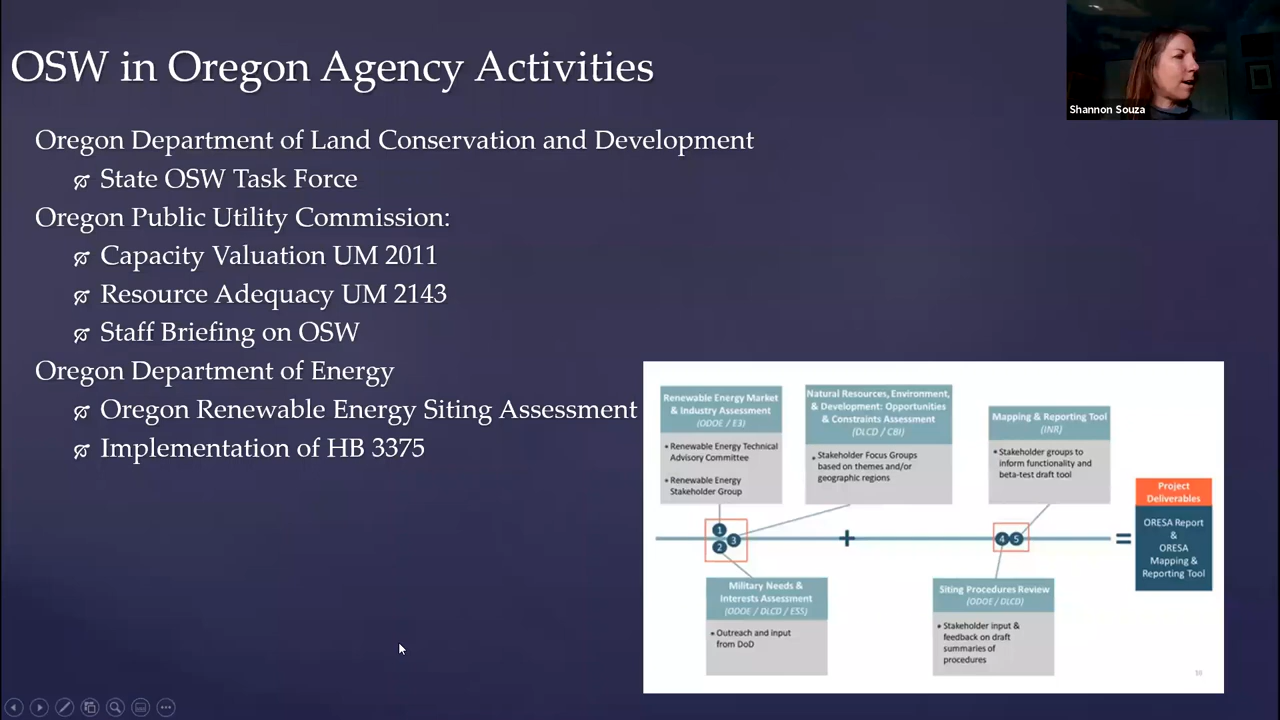 OSW in Oregon Agency Activities
Shannon Souza
Oregon Department of Land Conservation and Development
State OSW Task Force
Oregon Public Utility Commission:
Capacity Valuation UM 2011
Resource Adequacy UM 2143
Staff Briefing on OSW
Oregon Department of Energy
Oregon Renewable Energy Siting Assessment
Implementation of HB 3375
Renewable Energy Market
& Industry Assessment
(ODOE / E3)
• Renewable Energy Technical
Advisory Committee
• Renewable Energy
Stakeholder Group
Natural Resources, Environment,
& Development: Opportunities
& Constraints Assessment
(DLCD / CBI)
• Stakeholder Focus Groups
based on themes and/or
geographic regions
Mapping & Reporting Tool
(INR)
• Stakeholder groups to
inform functionality and
beta-test draft tool
Project
Deliverables
ORESA Report
&
ORESA
Mapping &
Reporting Tool
1
2
3
+
4 5
=
Military Needs &
Interests Assessment
(ODOE / DLCD / ESS)
• Outreach and input
from DoD
Siting Procedures Review
(ODOE / DLCD)
• Stakeholder input &
feedback on draft
summaries of
procedures